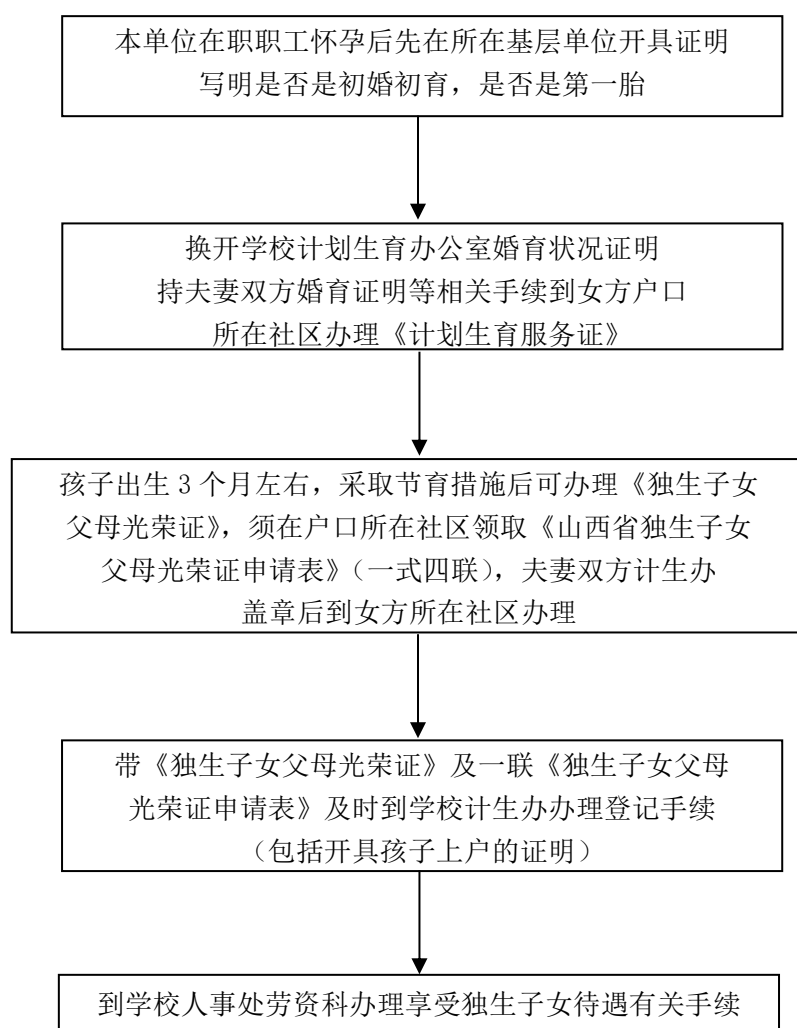 本单位在职职工怀孕后先在所在基层单位开具证明
写明是否是初婚初育，是否是第一胎
换开学校计划生育办公室婚育状况证明
持夫妻双方婚育证明等相关手续到女方户口
所在社区办理《计划生育服务证》
孩子出生 3 个月左右，采取节育措施后可办理《独生子女
父母光荣证》，须在户口所在社区领取《山西省独生子女
父母光荣证申请表》（一式四联），夫妻双方计生办
盖章后到女方所在社区办理
带《独生子女父母光荣证》及一联《独生子女父母
光荣证申请表》及时到学校计生办办理登记手续
（包括开具孩子上户的证明）
到学校人事处劳资科办理享受独生子女待遇有关手续